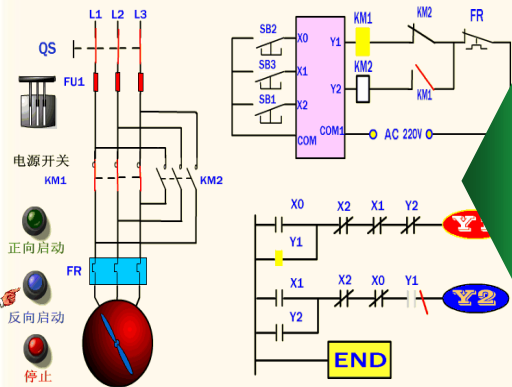 L1 L2 L3
QS
FU1
电源开关
KM1
KM2
正向启动
FR
反向启动
停止
SB2
X0
SB3
X1
SB1
X2
COM
Y1
Y2
COM1
KM1
KM2
KM2
FR
KM1
AC 220V
X0 X2 X1 Y2
Y1
X1 X2 X0 Y1
Y2
Y2
END